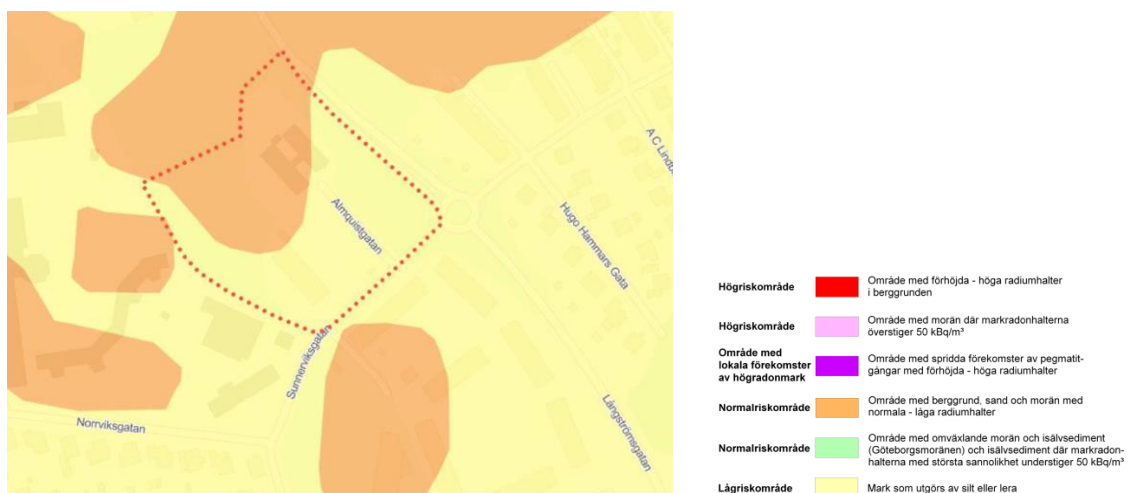 A C Lindb
Hugo Hammars Gata
Almquistgatan
Sunnerviksgatan
Norrviksgatan
Långströmsgatan
Högriskområde
Område med förhöjda - höga radiumhalter
i berggrunden
Högriskområde
Område med morän där markradonhalterna
överstiger 50 kBq/m³
Område med
lokala förekomster
av högradonmark
Område med spridda förekomster av pegmatit-
gångar med förhöjda - höga radiumhalter
Normalriskområde
Område med berggrund, sand och morän med
normala - låga radiumhalter
Normalriskområde
Område med omväxlande morän och isälvsediment
(Göteborgsmoränen) och isälvsediment där markradon-
halterna med största sannolikhet understiger 50 kBq/m³
Lågriskområde
Mark som utgörs av silt eller lera